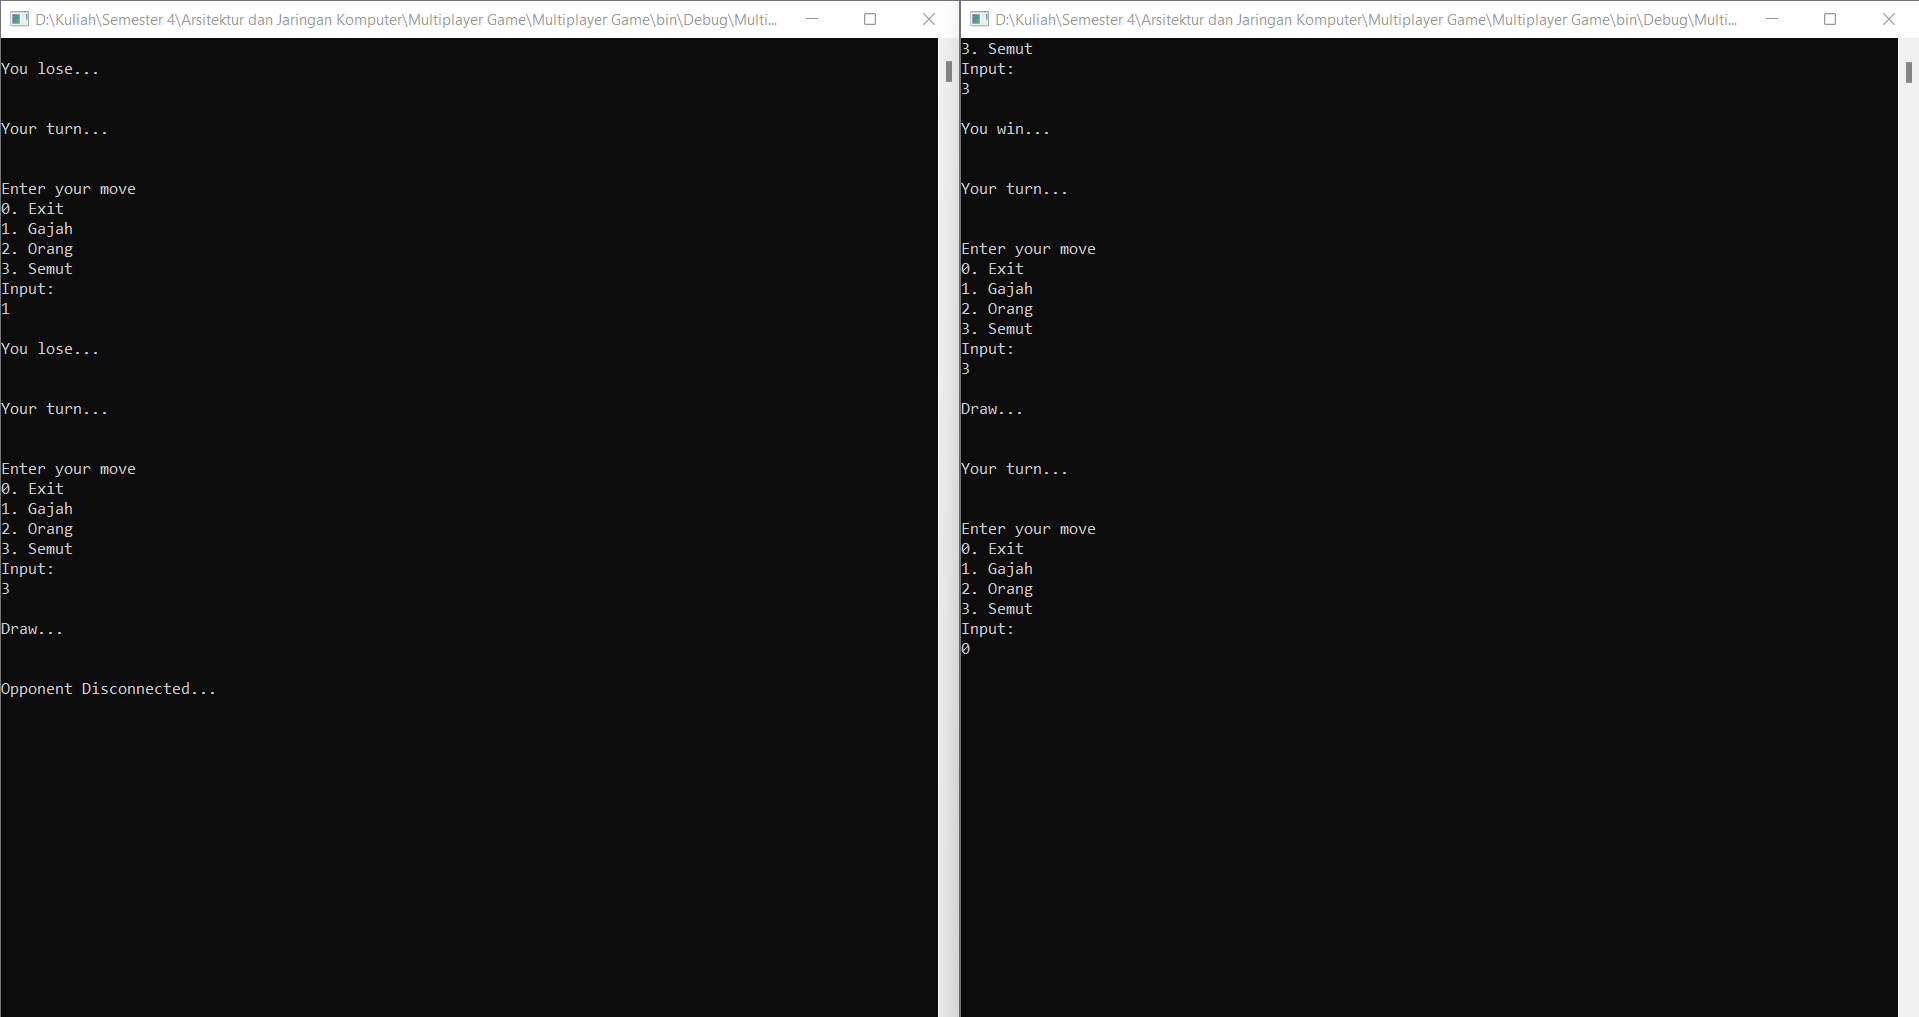 D:\Kuliah\Semester 4\Arsitektur dan Jaringan Komputer\Multiplayer Game\Multiplayer Game\bin\Debug\Multi...
You lose...
Your turn...
Enter your move
0. Exit
1. Gajah
2. Orang
3. Semut
Input:
1
You lose...
Your turn...
Enter your move
0. Exit
1. Gajah
2. Orang
3. Semut
Input:
3
Draw...
Opponent Disconnected...
D:\Kuliah\Semester 4\Arsitektur dan Jaringan Komputer\Multiplayer Game\Multiplayer Game\bin\Debug\Multi...
3. Semut
Input:
3
You win...
Your turn...
Enter your move
0. Exit
1. Gajah
2. Orang
3. Semut
Input:
3
Draw...
Your turn...
Enter your move
0. Exit
1. Gajah
2. Orang
3. Semut
Input:
0